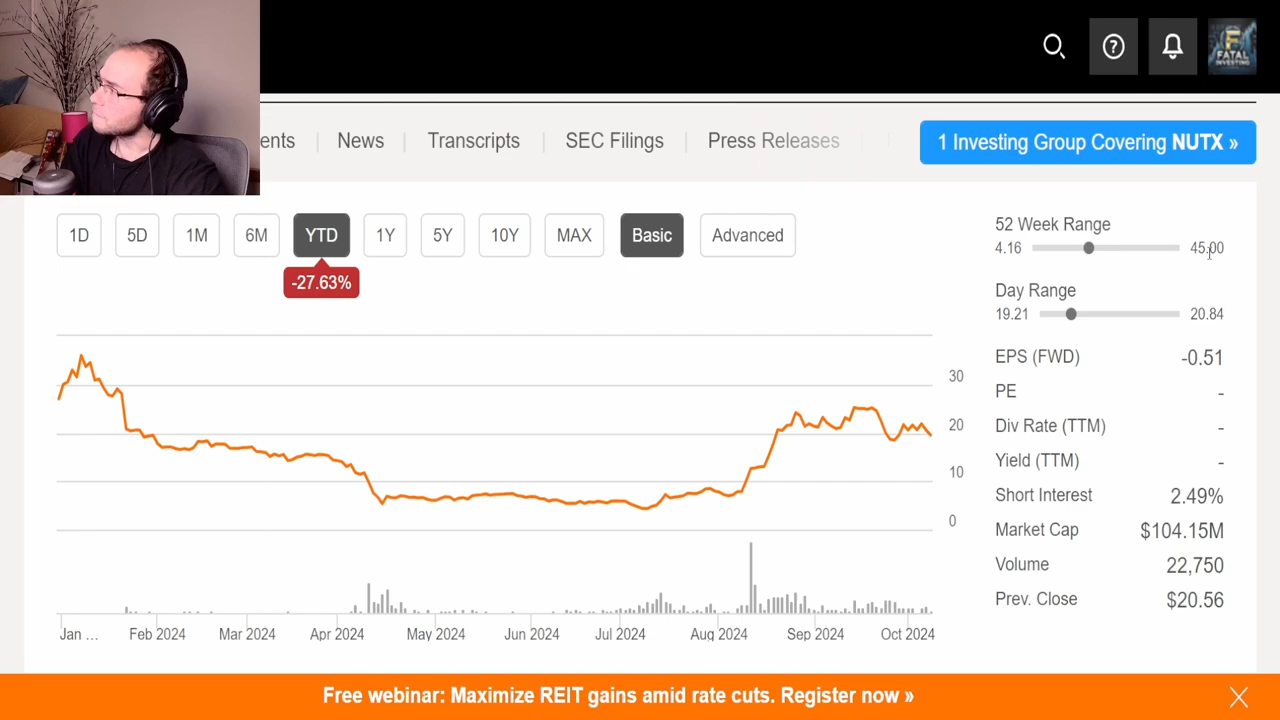 F
FATAL
INVESTING
ents
News
Transcripts
SEC Filings
Press Releases
1 Investing Group Covering NUTX »
1D
5D
1M
6M
YTD
1Y
5Y
10Y
MAX
Basic
Advanced
-27.63%
52 Week Range
4.16
45.00
Day Range
19.21
20.84
EPS (FWD)
-0.51
PE
-
Div Rate (TTM)
-
Yield (TTM)
-
Short Interest
2.49%
Market Cap
$104.15M
Volume
22,750
Prev. Close
$20.56
30
20
10
0
Jan ...
Feb 2024
Mar 2024
Apr 2024
May 2024
Jun 2024
Jul 2024
Aug 2024
Sep 2024
Oct 2024
Free webinar: Maximize REIT gains amid rate cuts. Register now »